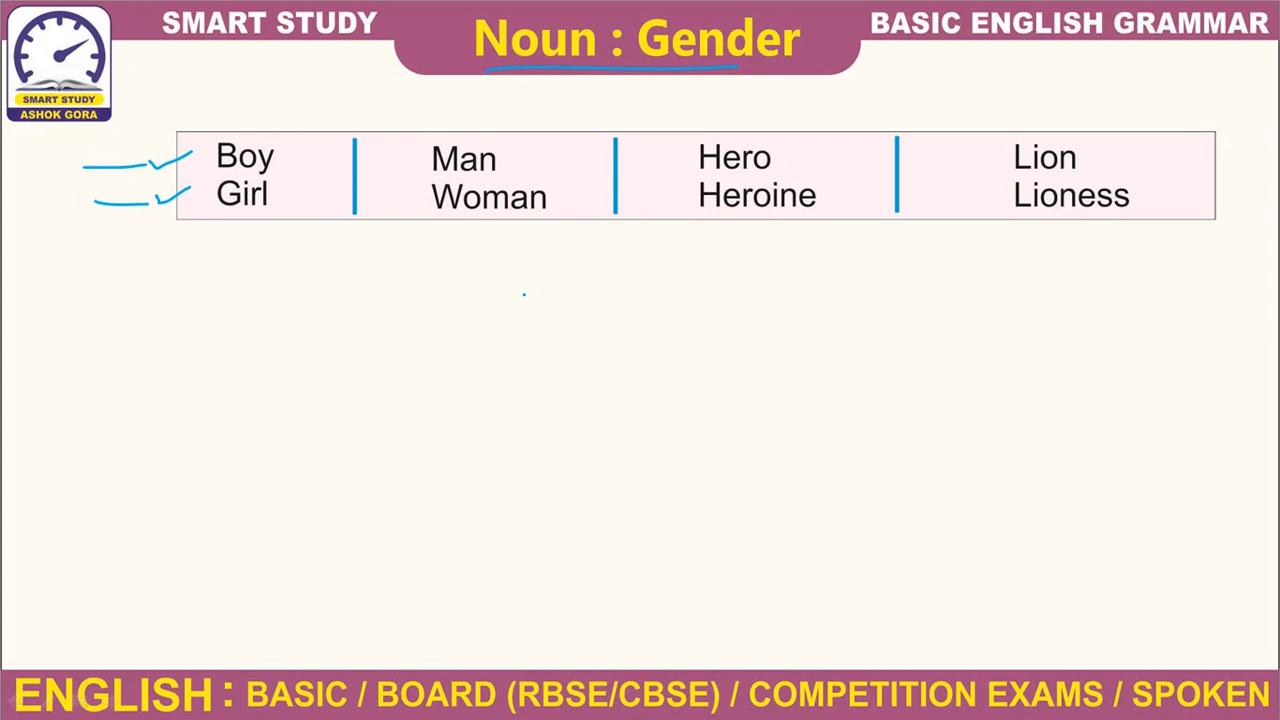 SMART STUDY
Noun : Gender
BASIC ENGLISH GRAMMAR
SMART STUDY
ASHOK GORA
Boy Man Hero Lion
Girl Woman Heroine Lioness
ENGLISH : BASIC / BOARD (RBSE/CBSE) / COMPETITION EXAMS / SPOKEN